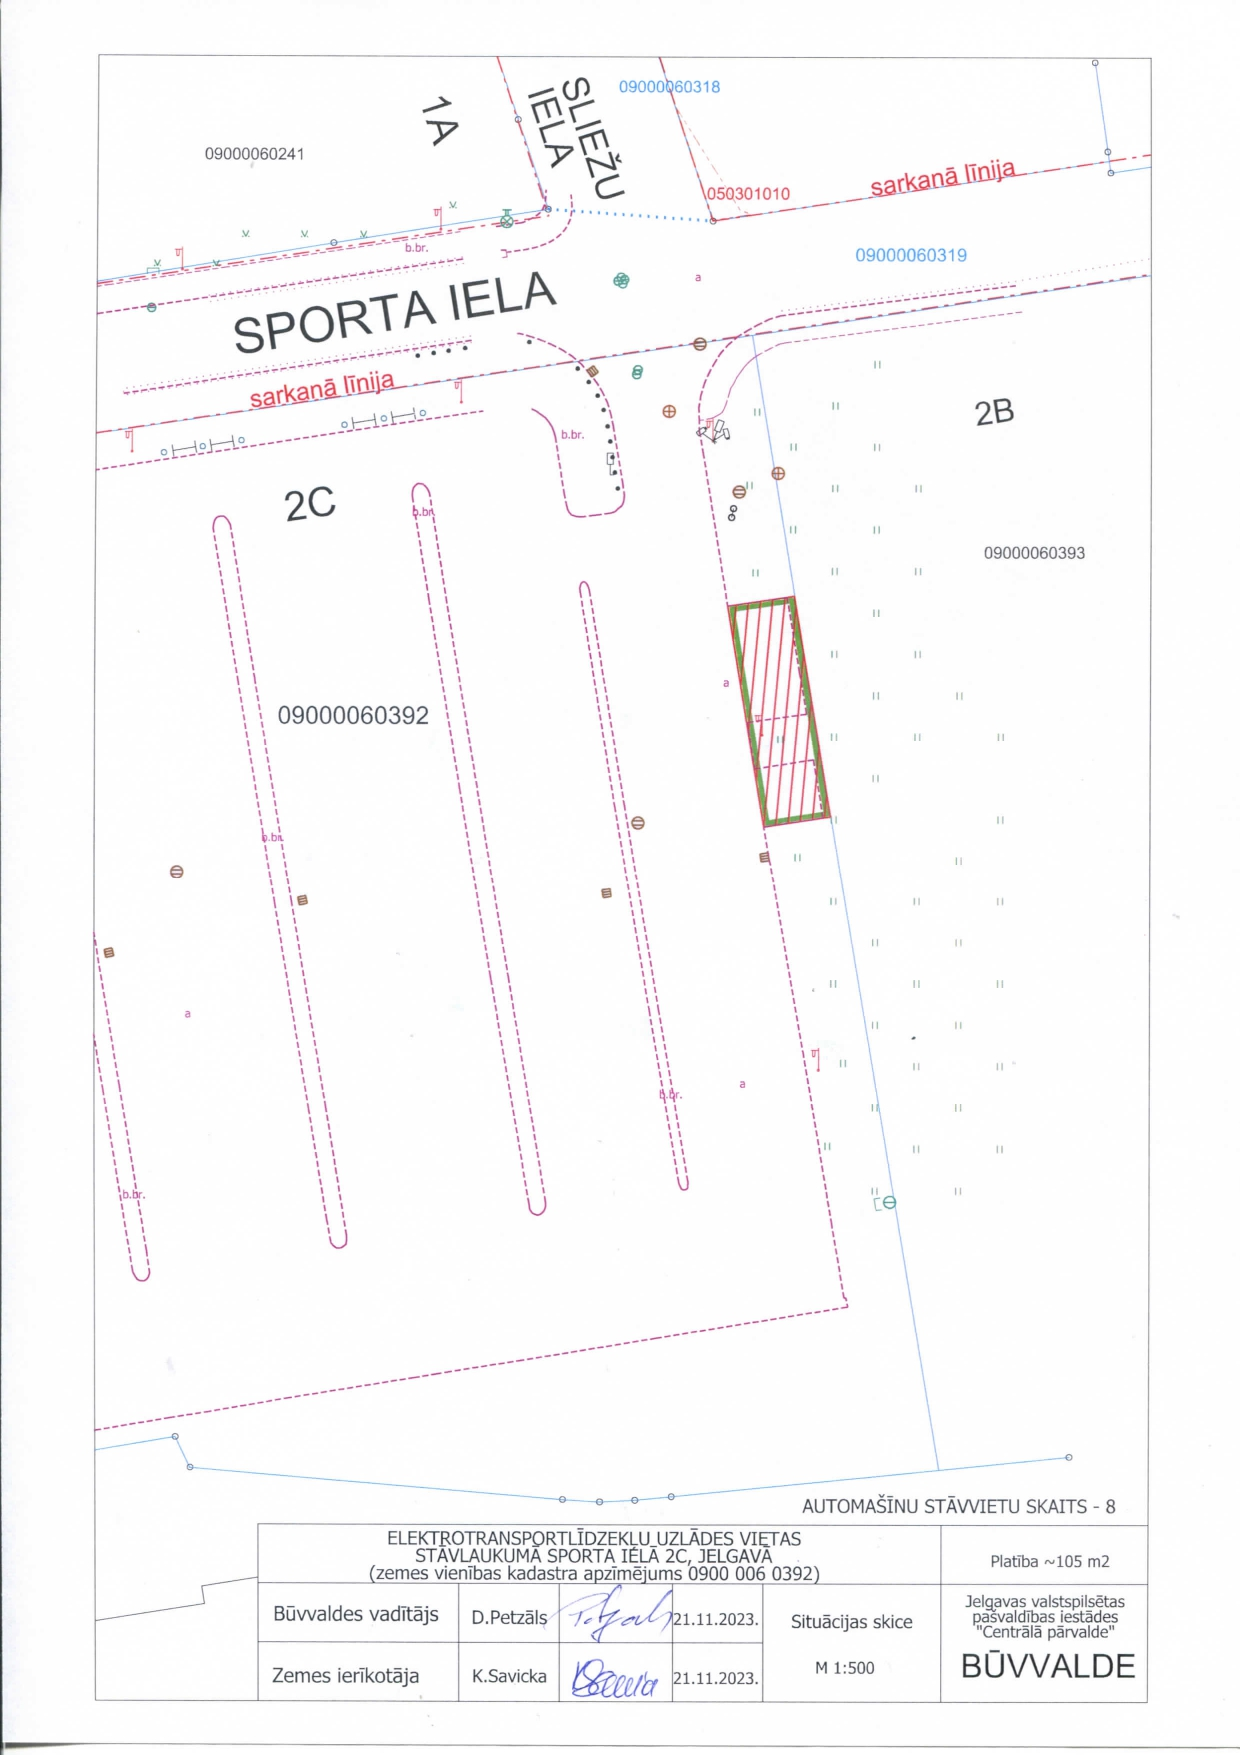 1A
SLIEŽU
IELA
09000060318
09000060241
050301010
sarkanā līnija
b.br.
09000060319
a
SPORTA IELA
sarkanā līnija
2B
b.br.
2C
b.br.
09000060393
a
09000060392
b.br.
a
a
b.br.
b.br.
AUTOMAŠĪNU STĀVVIETU SKAITS - 8
ELEKTROTRANSPORTLĪDZEKĻU UZLĀDES VIETAS
STĀVLAUKUMĀ SPORTA IELĀ 2C, JELGAVĀ
(zemes vienības kadastra apzīmējums 0900 006 0392)
Platība ~105 m2
Būvvaldes vadītājs D.Petzāls 21.11.2023.
Zemes ierīkotāja K.Savicka 21.11.2023.
Situācijas skice
M 1:500
Jelgavas valstspilsētas
pašvaldības iestādes
"Centrālā pārvalde"
BŪVVALDE